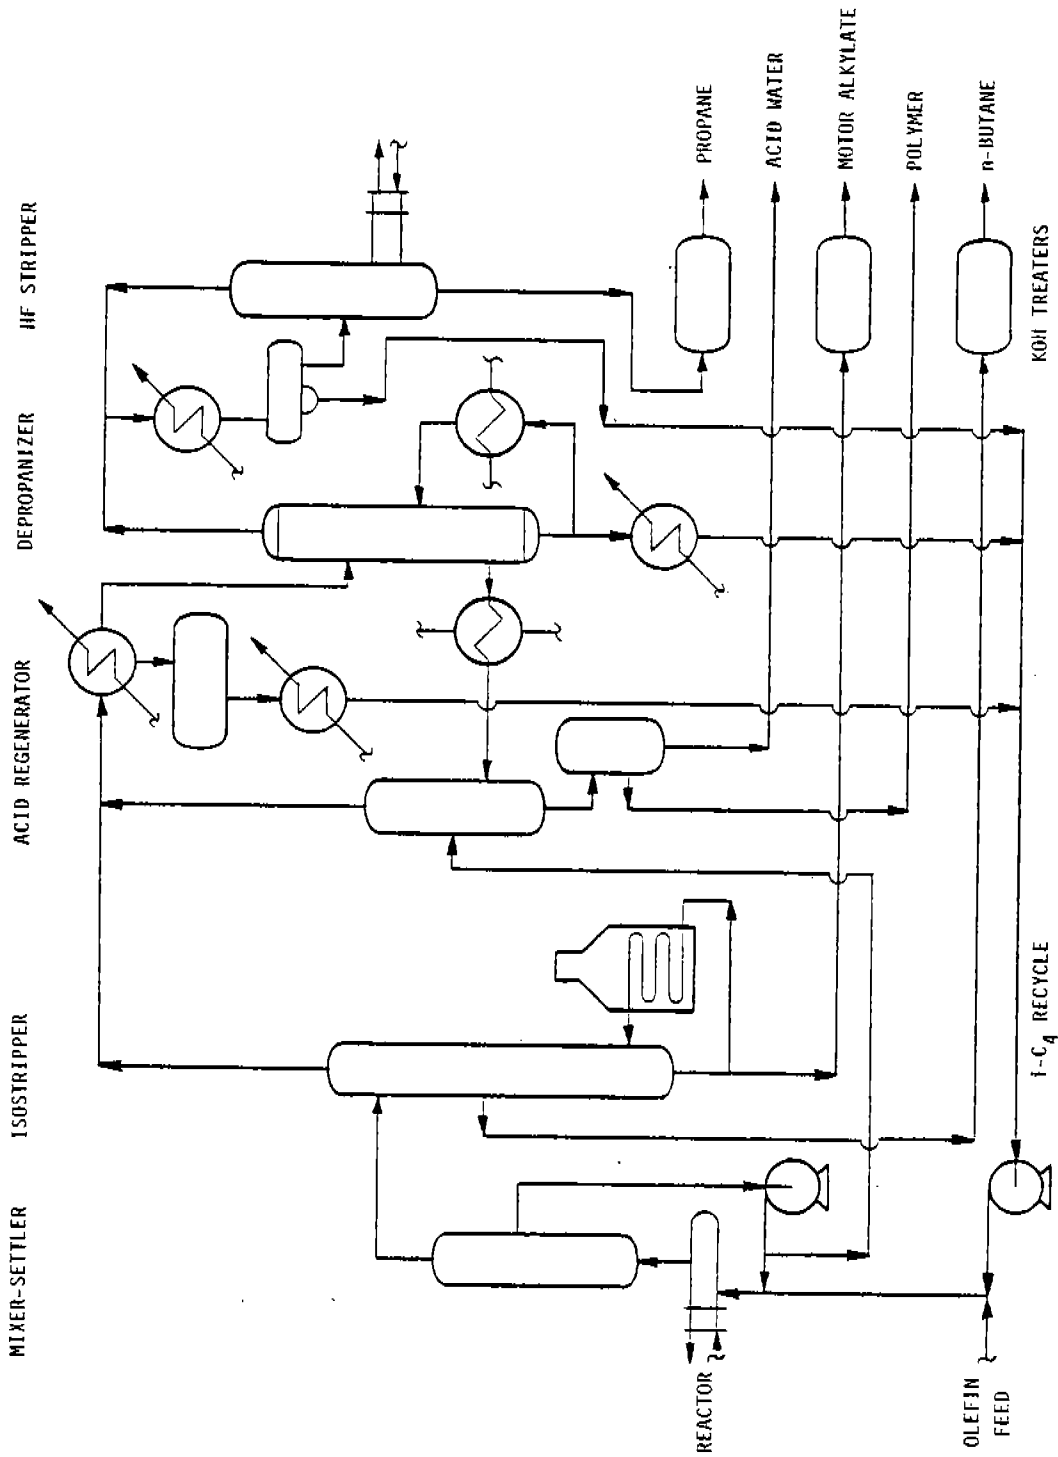 MIXER-SETTLER
ISOSTRIPPER
ACID REGENERATOR
DEPROPANIZER
HF STRIPPER
PROPANE
ACID WATER
MOTOR ALKYLATE
POLYMER
n-BUTANE
KOH TREATERS
i-C4 RECYCLE
REACTOR
OLEFIN
FEED